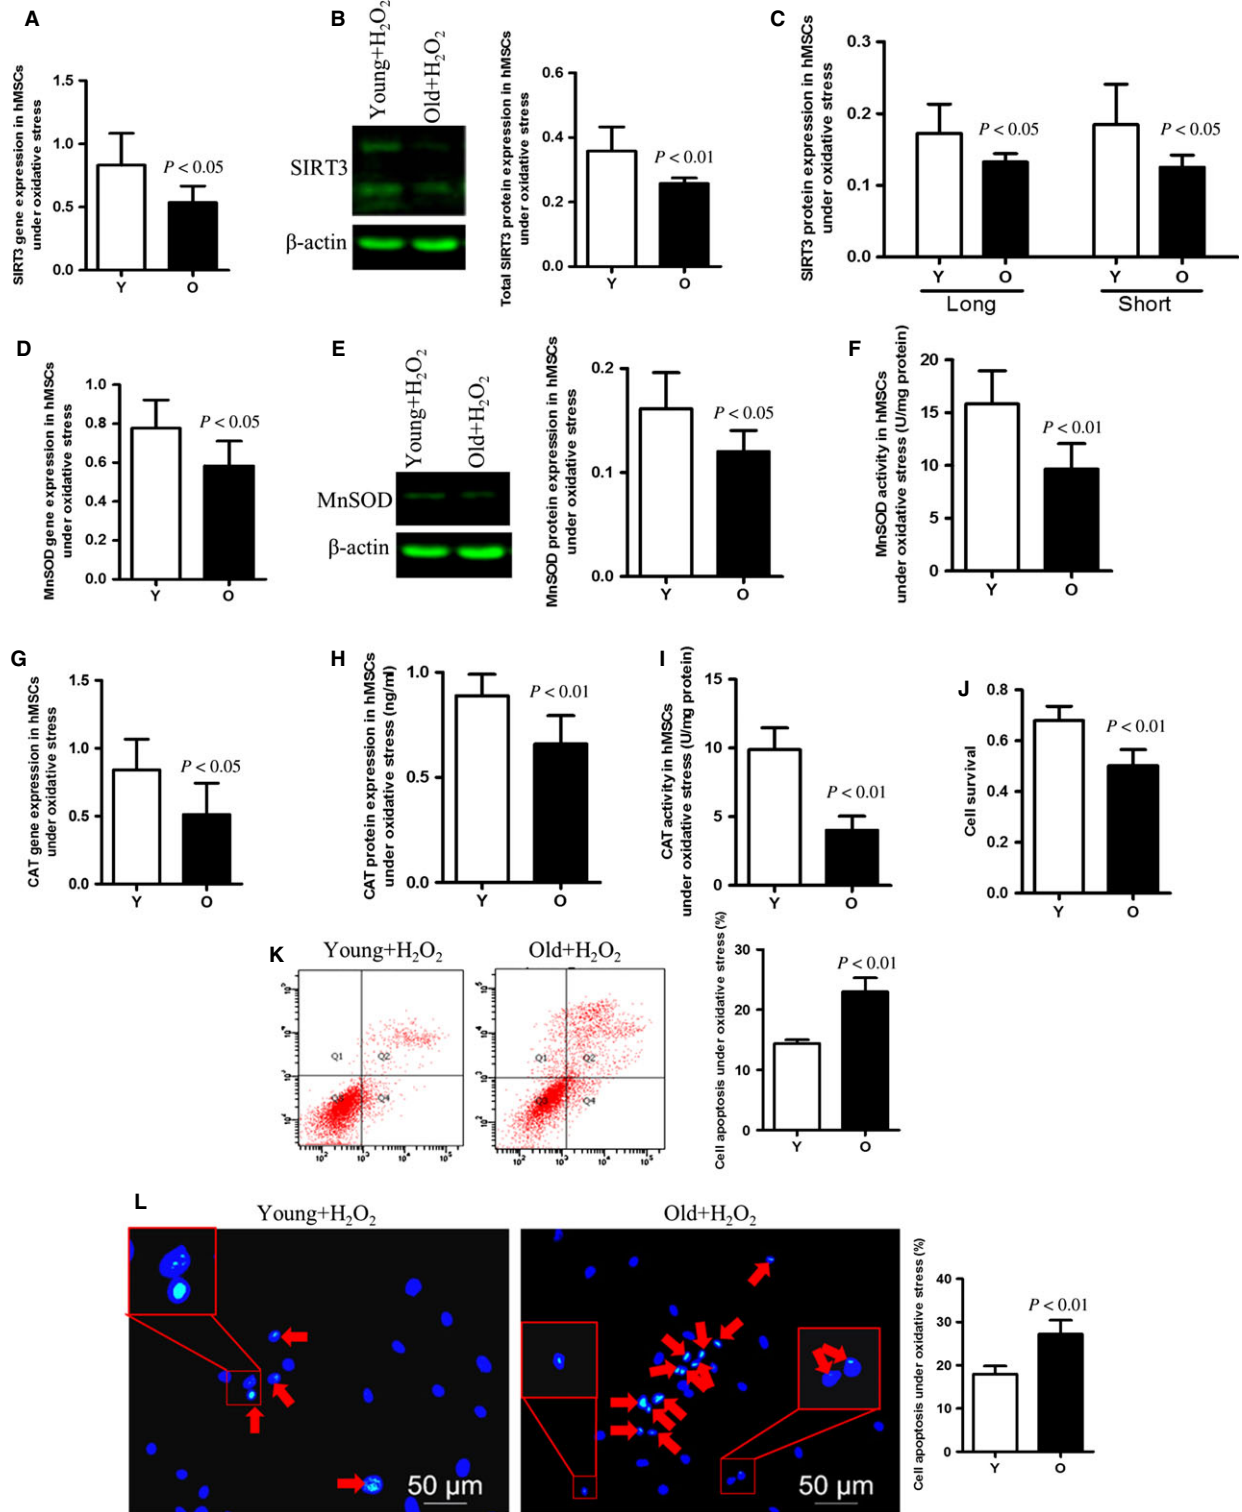 A
SIRT3 gene expression in hMSCs
under oxidative stress
1.5
1.0
0.5
0.0
P < 0.05
Y O
B
Young+H2O2
Old+H2O2
SIRT3
β-actin
Total SIRT3 protein expression in hMSCs
under oxidative stress
0.6
0.4
0.2
0.0
P < 0.01
Y O
C
SIRT3 protein expression in hMSCs
under oxidative stress
0.3
0.2
0.1
0.0
P < 0.05 P < 0.05
Y O Y O
Long Short
D
MnSOD gene expression in hMSCs
under oxidative stress
1.0
0.8
0.6
0.4
0.2
0.0
P < 0.05
Y O
E
Young+H2O2
Old+H2O2
MnSOD
β-actin
MnSOD protein expression in hMSCs
under oxidative stress
0.2
0.1
0.0
P < 0.05
Y O
F
MnSOD activity in hMSCs
under oxidative stress (U/mg protein)
20
15
10
5
0
P < 0.01
Y O
G
CAT gene expression in hMSCs
under oxidative stress
1.5
1.0
0.5
0.0
P < 0.05
Y O
H
CAT protein expression in hMSCs
under oxidative stress (ng/ml)
1.0
0.5
0.0
P < 0.01
Y O
I
CAT activity in hMSCs
under oxidative stress (U/mg protein)
15
10
5
0
P < 0.01
Y O
J
Cell survival
0.8
0.6
0.4
0.2
0.0
P < 0.01
Y O
K
Young+H2O2 Old+H2O2
Q1 Q2
Q4
10² 10³ 10⁴ 10⁵
Q1 Q2
Q3 Q4
10² 10³ 10⁴ 10⁵
Cell apoptosis under oxidative stress (%)
30
20
10
0
P < 0.01
Y O
L
Young+H2O2 Old+H2O2
50 µm 50 µm
Cell apoptosis under oxidative stress (%)
40
30
20
10
0
P < 0.01
Y O